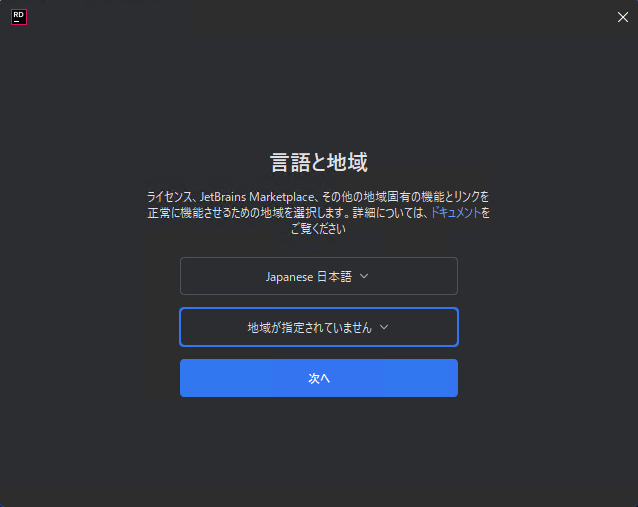 RD
言語と地域
ライセンス、JetBrains Marketplace、その他の地域固有の機能とリンクを
正常に機能させるための地域を選択します。詳細については、ドキュメントを
ご覧ください
Japanese 日本語
地域が指定されていません
次へ